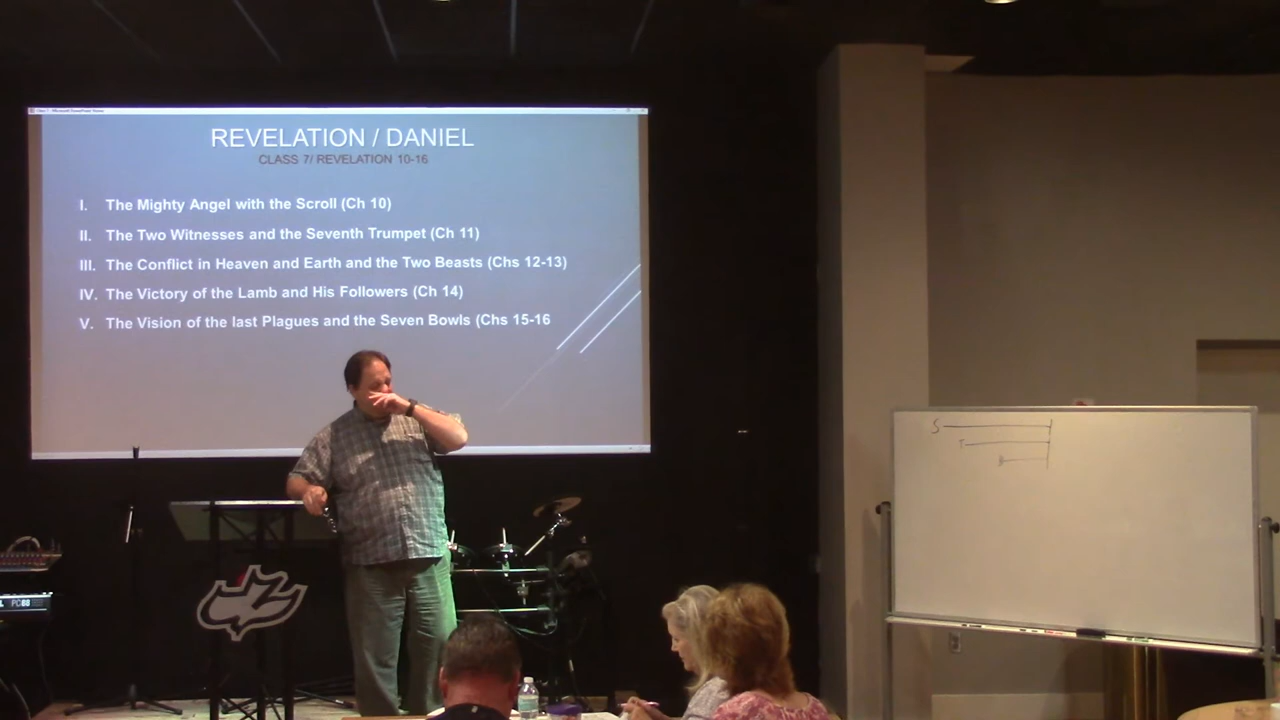 REVELATION / DANIEL
CLASS 7/ REVELATION 10-16
I. The Mighty Angel with the Scroll (Ch 10)
II. The Two Witnesses and the Seventh Trumpet (Ch 11)
III. The Conflict in Heaven and Earth and the Two Beasts (Chs 12-13)
IV. The Victory of the Lamb and His Followers (Ch 14)
V. The Vision of the last Plagues and the Seven Bowls (Chs 15-16
S
Z
PC88